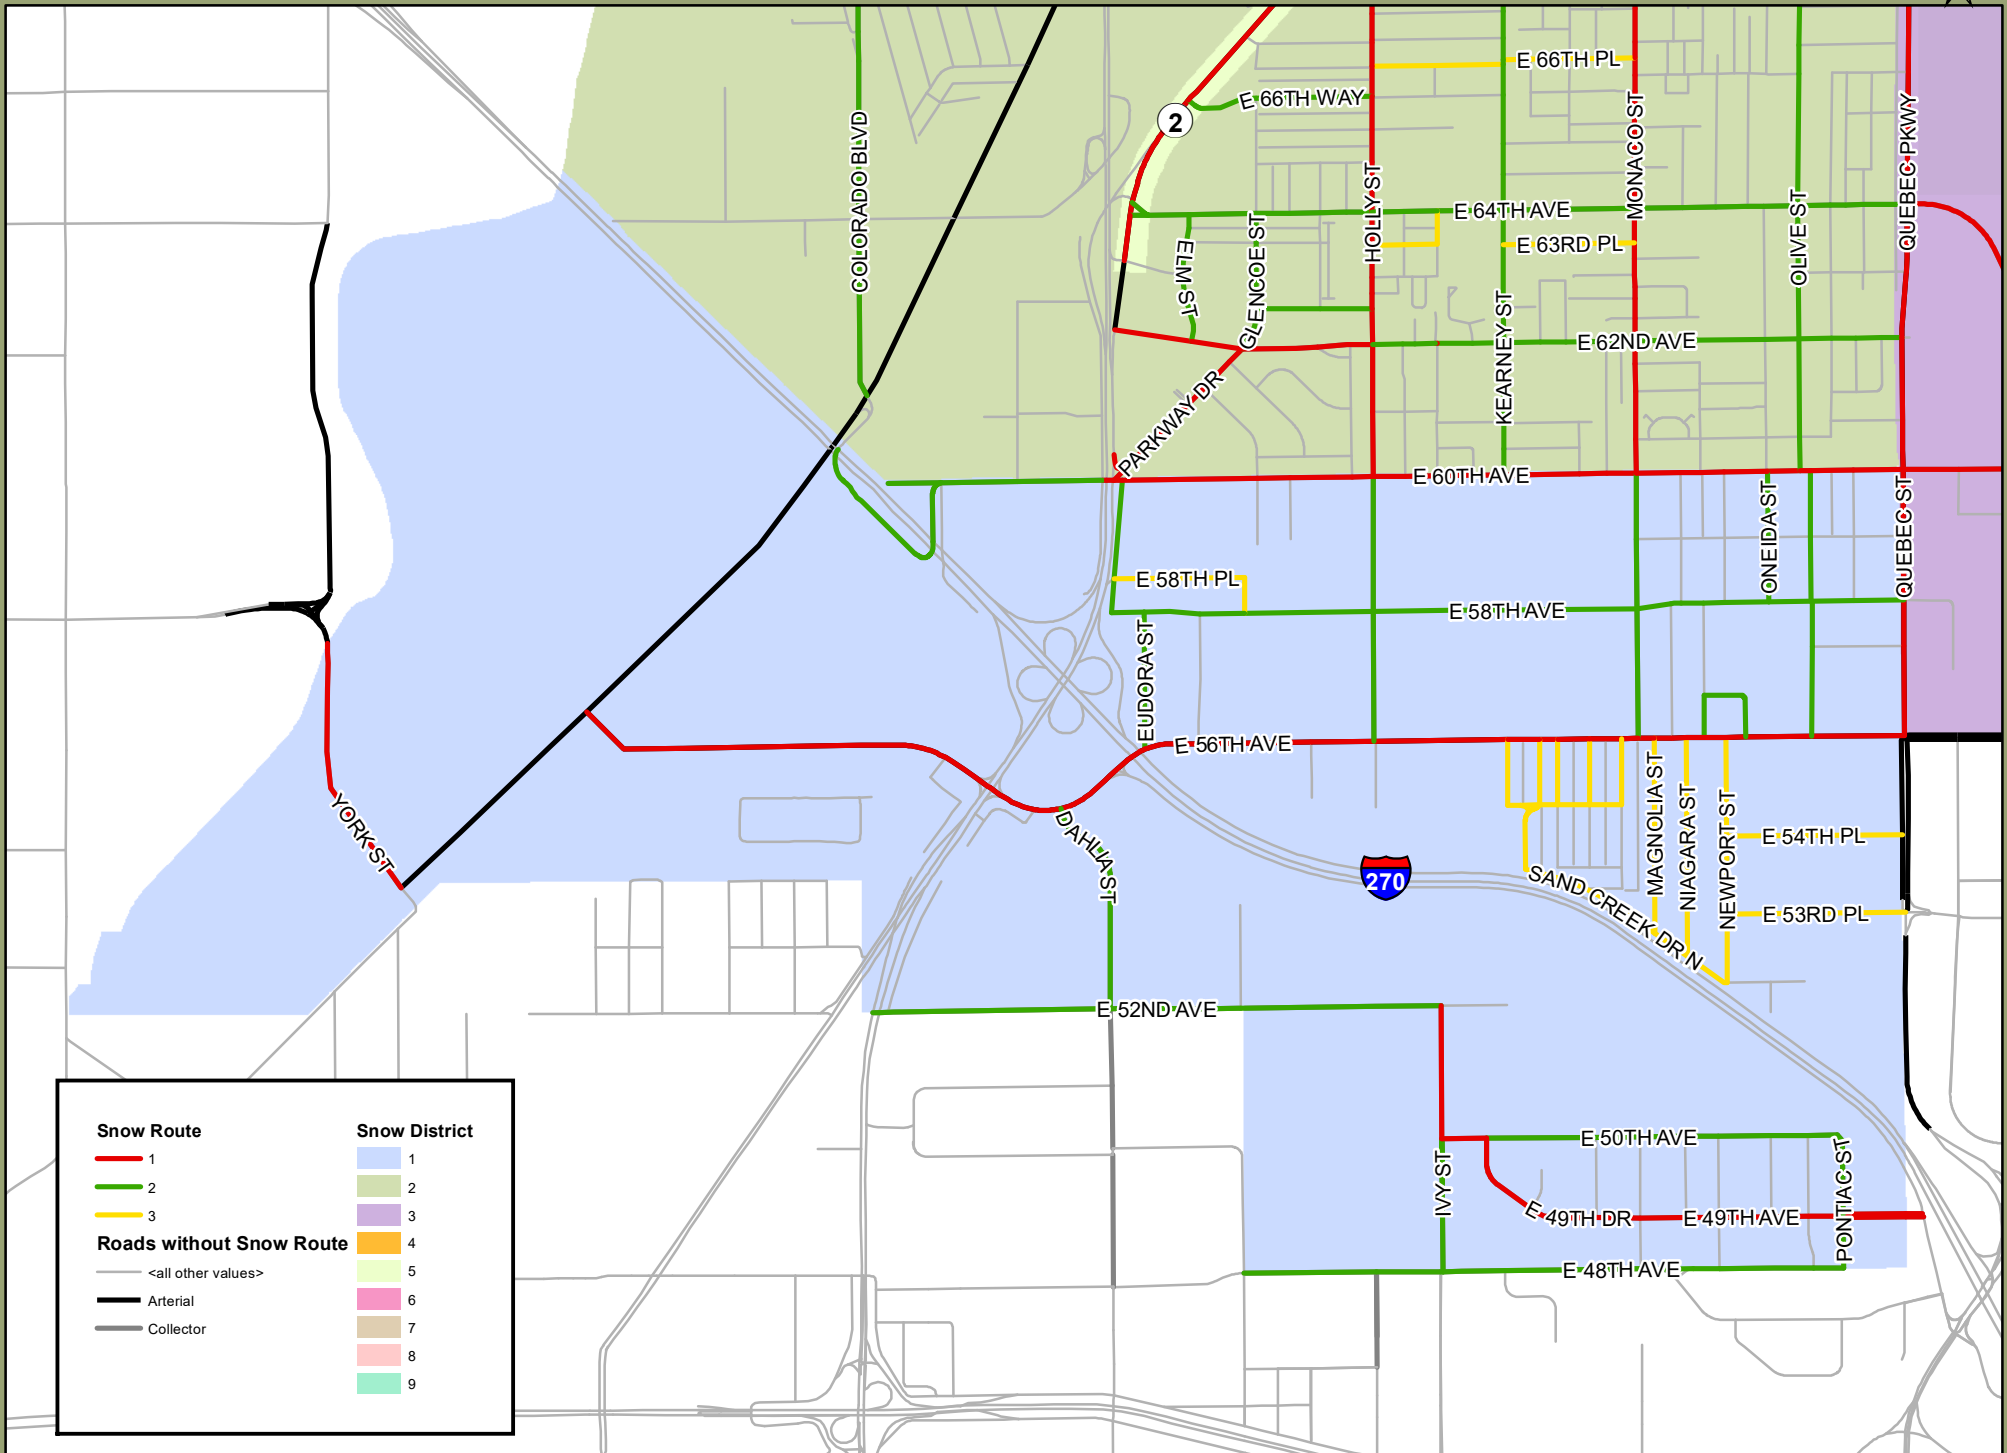 E 66TH PL
E 66TH WAY
2
COLORADO BLVD
HOLLY ST
MONACO ST
QUEBEC PKWY
E 64TH AVE
ELM ST
GLENCOE ST
E 63RD PL
OLIVE ST
KEARNEY ST
E 62ND AVE
PARKWAY DR
E 60TH AVE
ONEIDA ST
QUEBEC ST
E 58TH PL
E 58TH AVE
EUDORA ST
E 56TH AVE
YORK ST
DAHLIA ST
270
SAND CREEK DR N
MAGNOLIA ST
NIAGARA ST
NEWPORT ST
E 54TH PL
E 53RD PL
E 52ND AVE
E 50TH AVE
IVY ST
PONTIAC ST
E 49TH DR
E 49TH AVE
E 48TH AVE
Snow Route
1
2
3
Roads without Snow Route
<all other values>
Arterial
Collector
Snow District
1
2
3
4
5
6
7
8
9